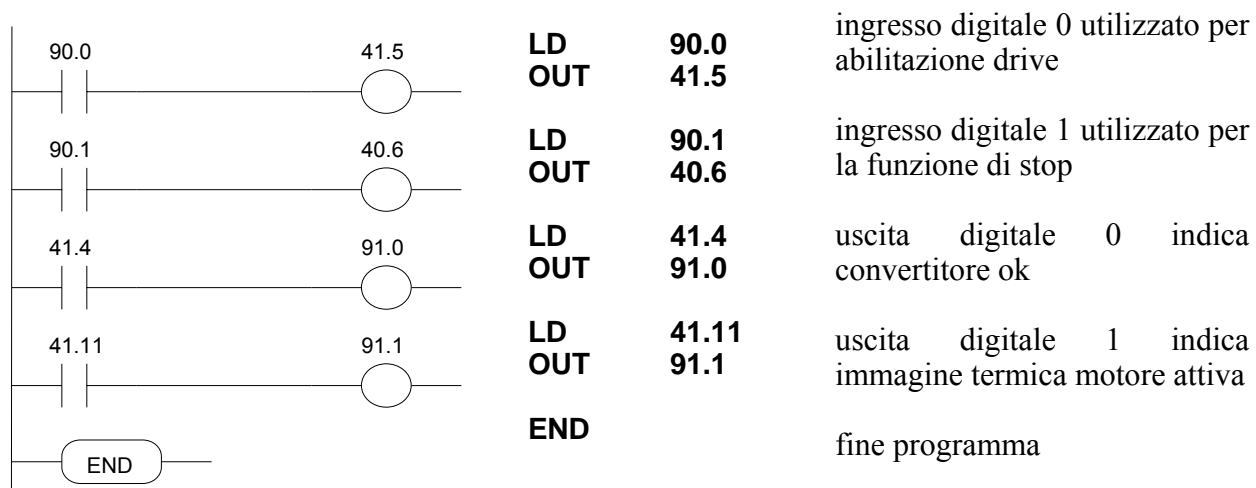 90.0 41.5 LD 90.0 ingresso digitale 0 utilizzato per
OUT 41.5 abilitazione drive
90.1 40.6 LD 90.1 ingresso digitale 1 utilizzato per
OUT 40.6 la funzione di stop
41.4 91.0 LD 41.4 uscita digitale 0 indica
OUT 91.0 convertitore ok
41.11 91.1 LD 41.11 uscita digitale 1 indica
OUT 91.1 immagine termica motore attiva
END END fine programma